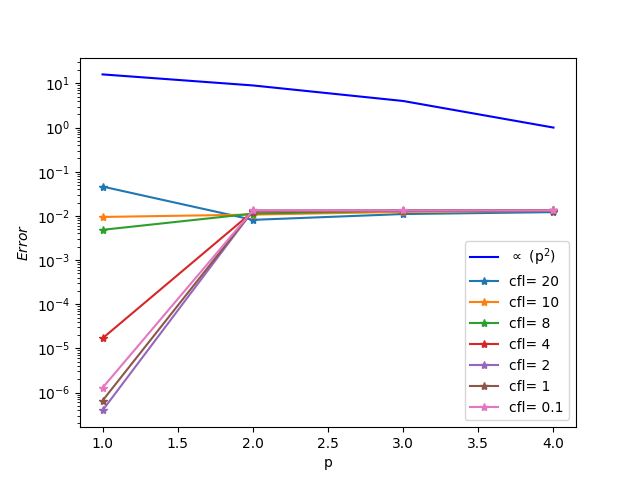 Error
10¹
10⁰
10⁻¹
10⁻²
10⁻³
10⁻⁴
10⁻⁵
10⁻⁶
∝ (p²)
cfl= 20
cfl= 10
cfl= 8
cfl= 4
cfl= 2
cfl= 1
cfl= 0.1
1.0 1.5 2.0 2.5 3.0 3.5 4.0
p